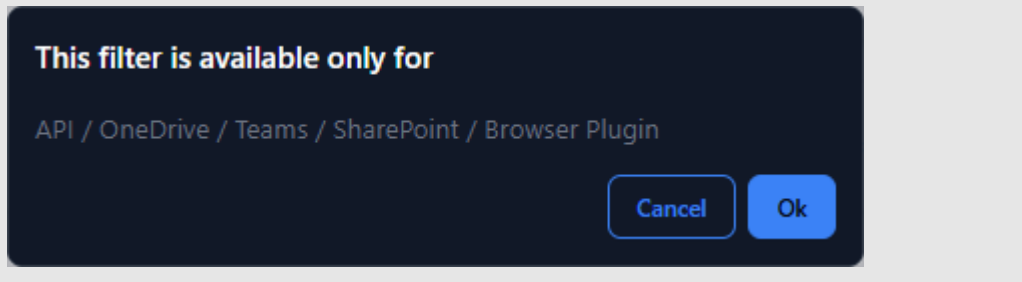 This filter is available only for
API / OneDrive / Teams / SharePoint / Browser Plugin
Cancel
Ok